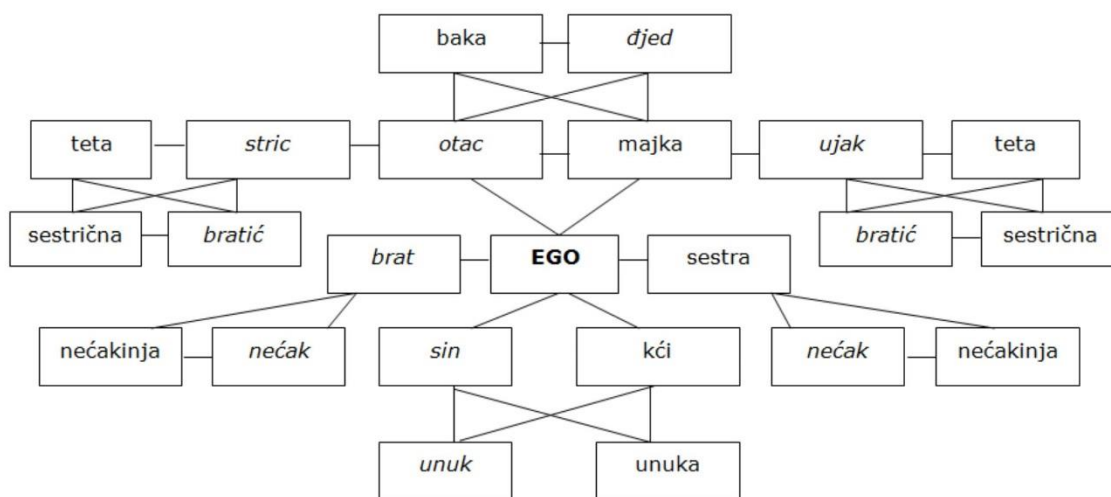 baka
đjed
teta
stric
otac
majka
ujak
teta
sestrična
bratić
brat
EGO
sestra
bratić
sestrična
nećakinja
nećak
sin
kći
nećak
nećakinja
unuk
unuka